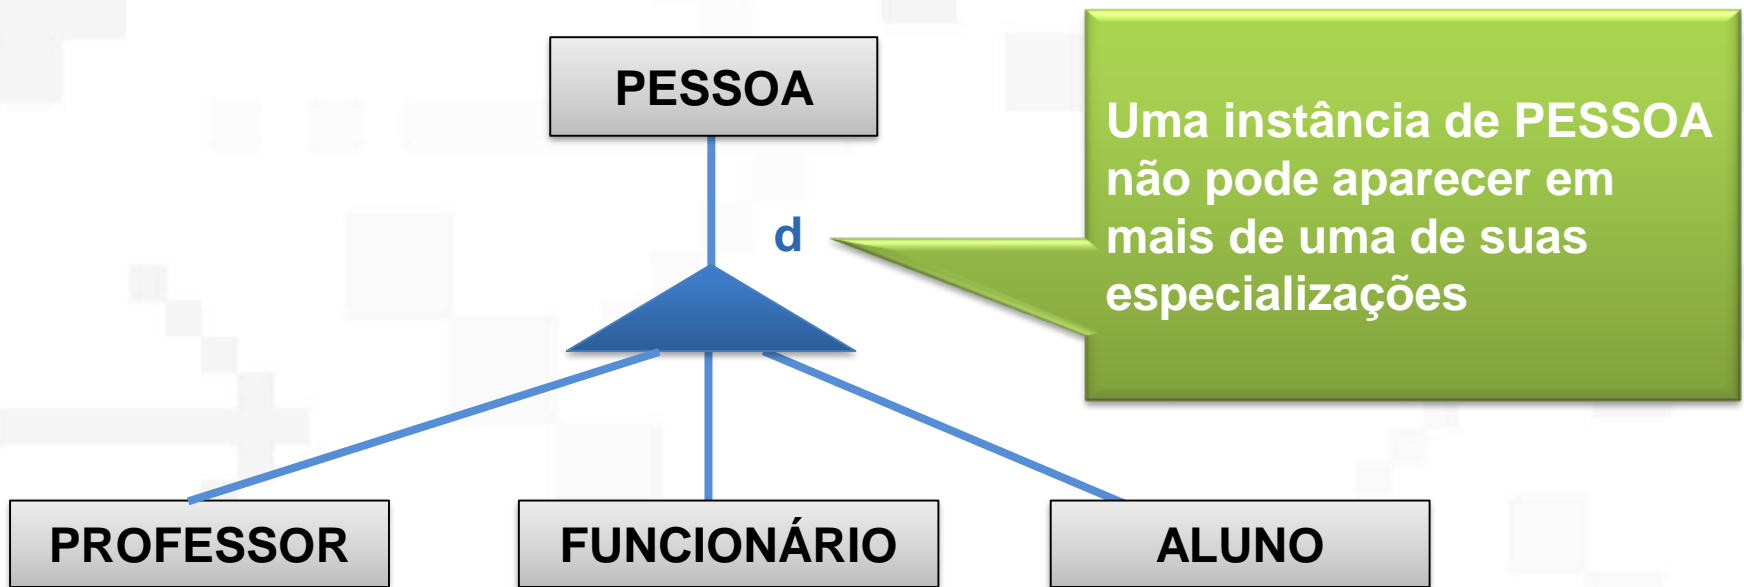 PESSOA
Uma instância de PESSOA
não pode aparecer em
mais de uma de suas
especializações
d
PROFESSOR
FUNCIONÁRIO
ALUNO